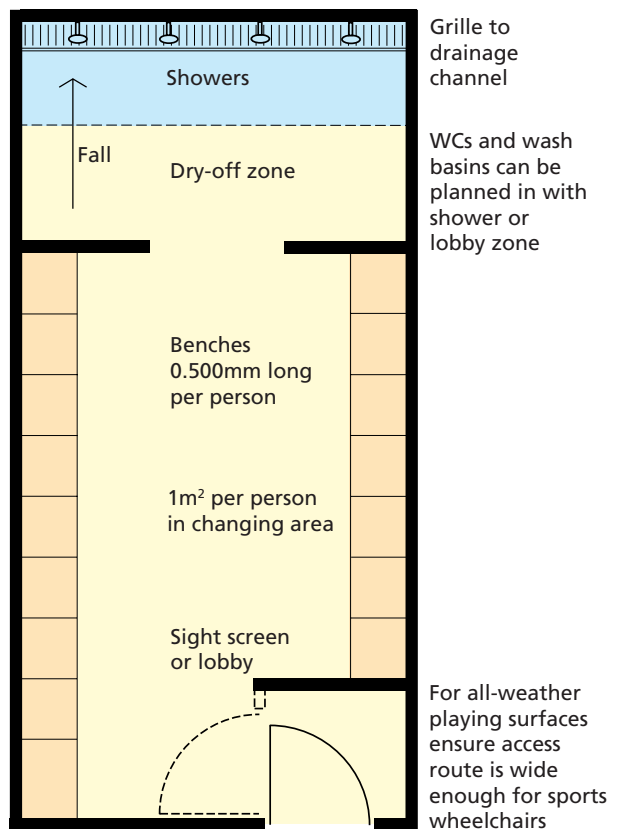 Grille to
drainage
channel
Showers
Fall
Dry-off zone
WCs and wash
basins can be
planned in with
shower or
lobby zone
Benches
0.500mm long
per person
1m² per person
in changing area
Sight screen
or lobby
For all-weather
playing surfaces
ensure access
route is wide
enough for sports
wheelchairs